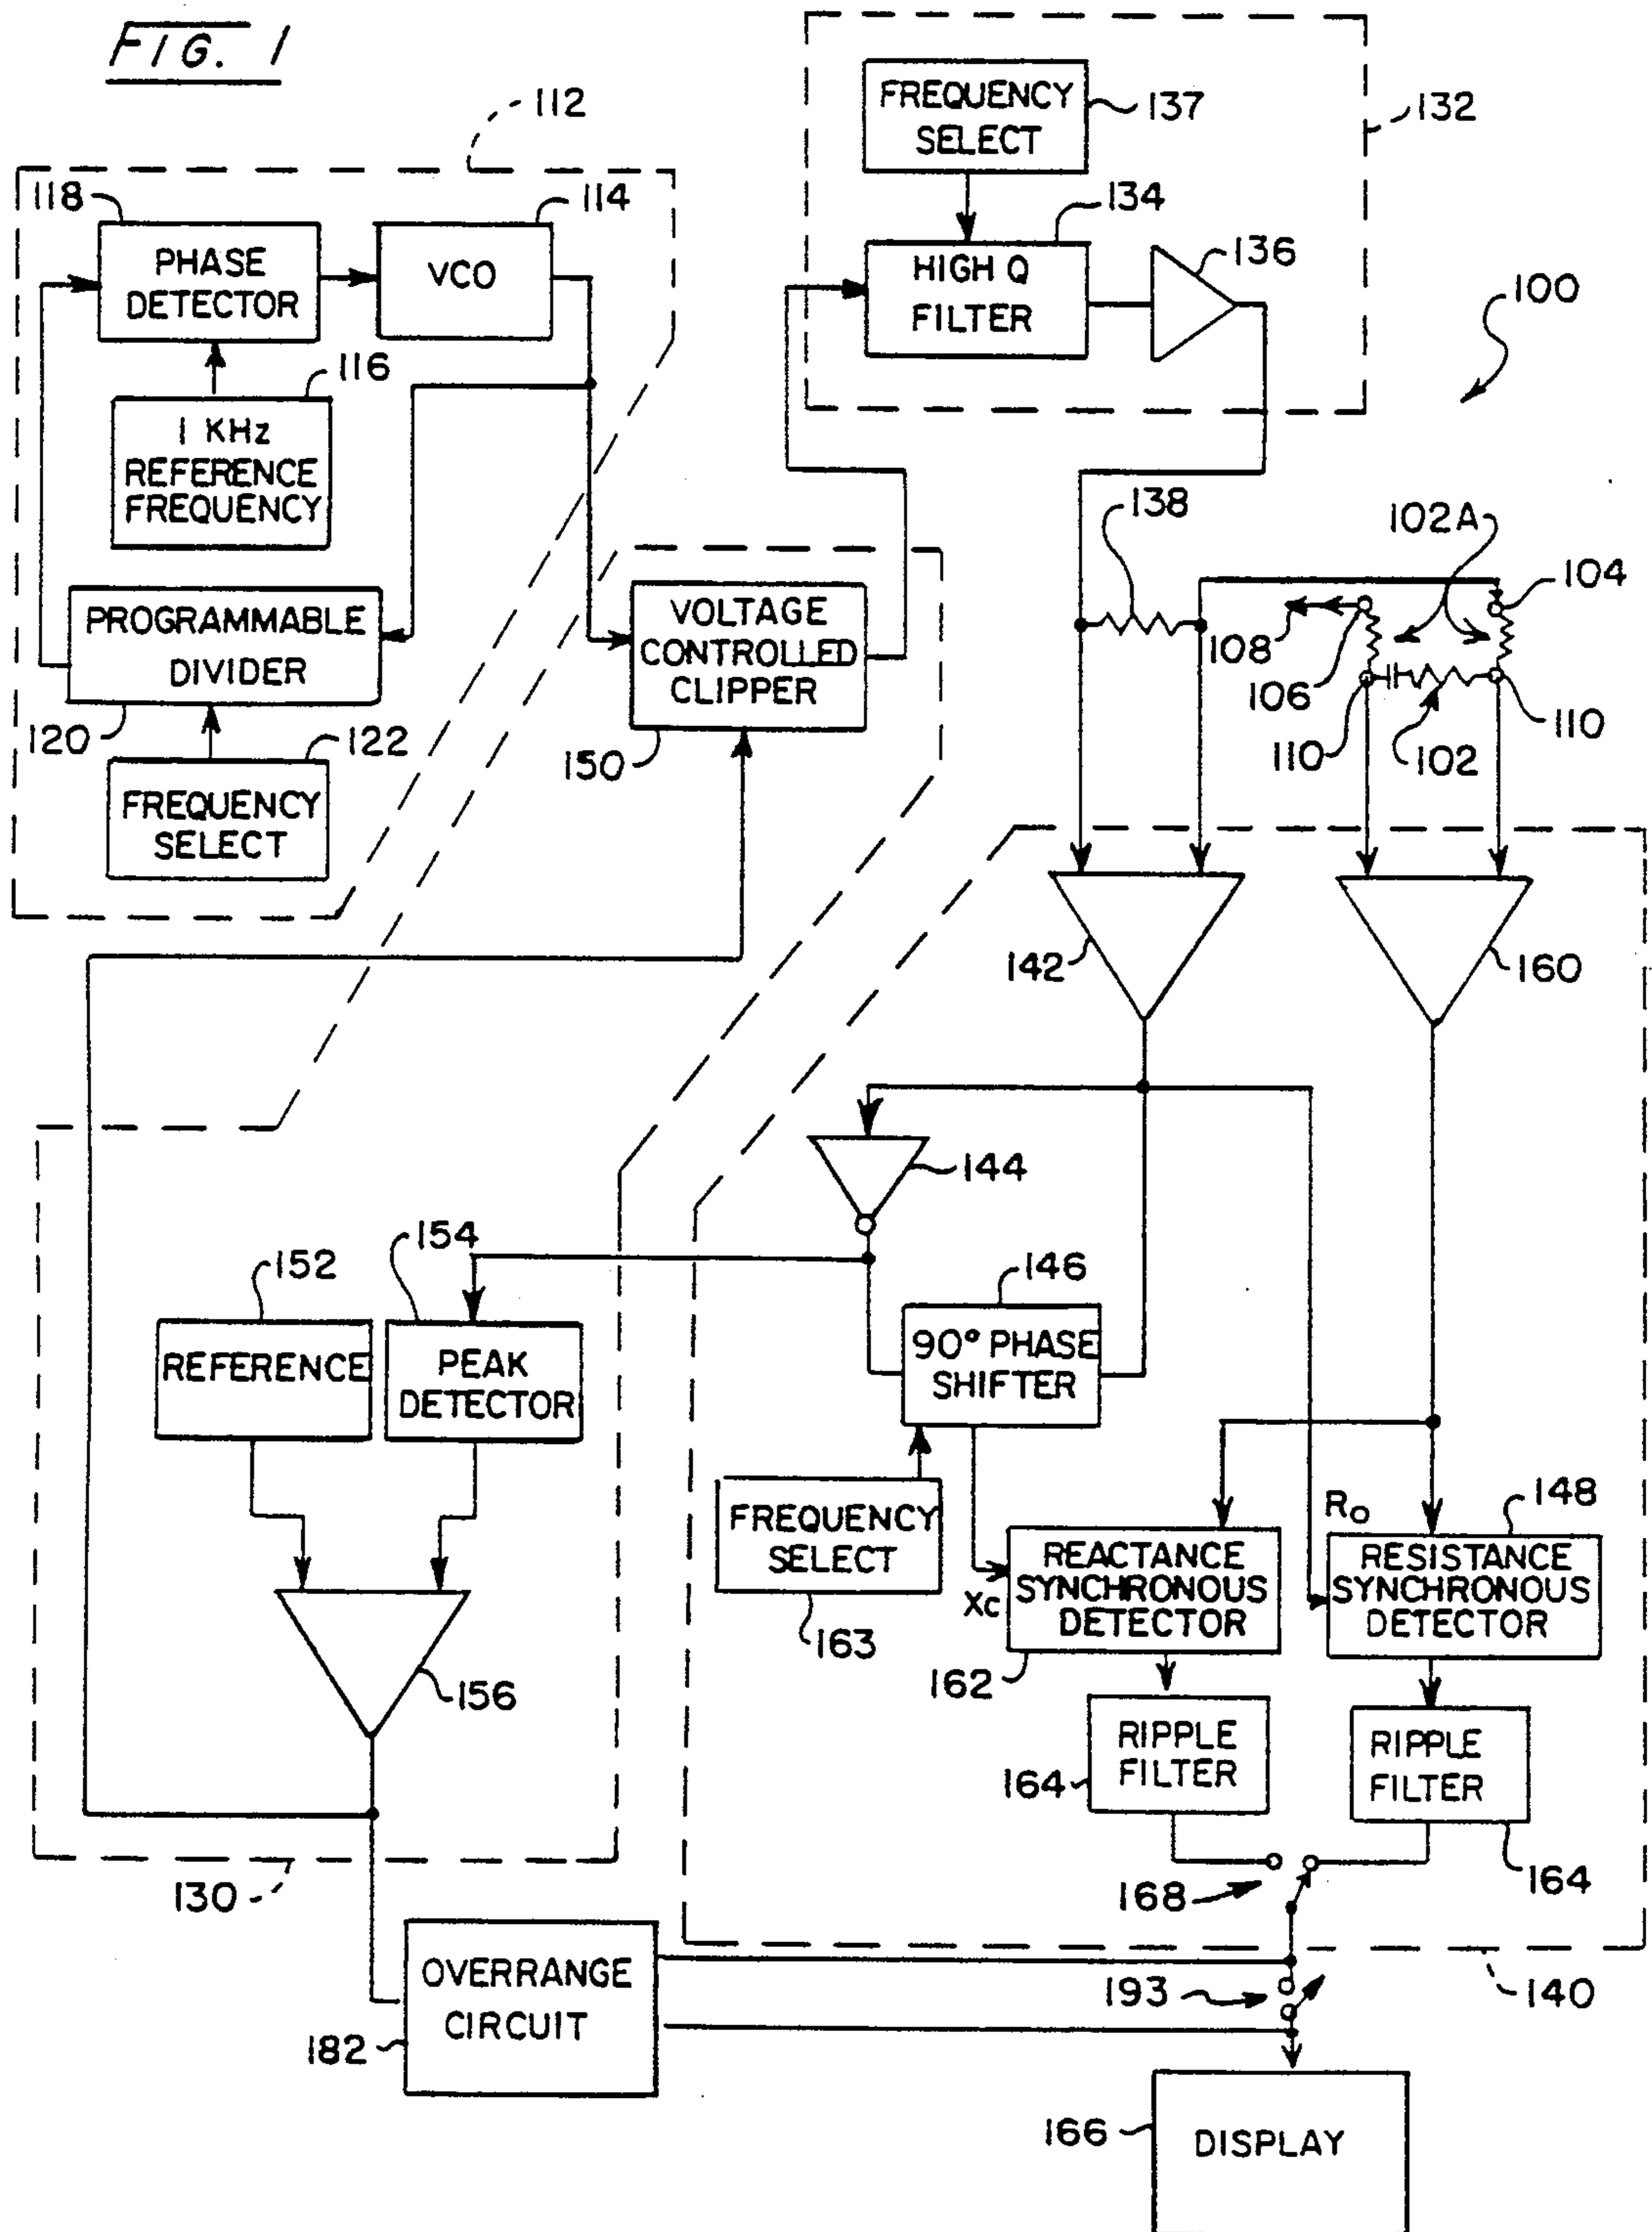 FIG. 1
112
132
FREQUENCY
SELECT
137
118
114
134
136
PHASE
DETECTOR
VCO
HIGH Q
FILTER
100
116
1 KHz
REFERENCE
FREQUENCY
138
102A
104
108
106
110
102
110
PROGRAMMABLE
DIVIDER
120
122
FREQUENCY
SELECT
VOLTAGE
CONTROLLED
CLIPPER
150
142
160
144
152
154
146
REFERENCE
PEAK
DETECTOR
90° PHASE
SHIFTER
FREQUENCY
SELECT
163
Xc
REACTANCE
SYNCHRONOUS
DETECTOR
162
Ro
148
RESISTANCE
SYNCHRONOUS
DETECTOR
156
RIPPLE
FILTER
164
RIPPLE
FILTER
164
168
130
OVERRANGE
CIRCUIT
182
193
140
166
DISPLAY